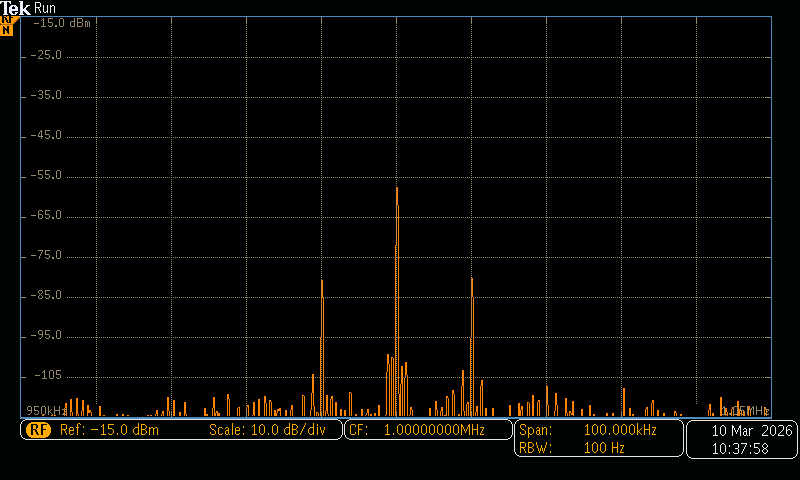 Tek Run
RF
N
-15.0 dBm
-25.0
-35.0
-45.0
-55.0
-65.0
-75.0
-85.0
-95.0
-105
950kHz
RF Ref: -15.0 dBm Scale: 10.0 dB/div CF: 1.00000000MHz Span: 100.000kHz
RBW: 100 Hz
10 Mar 2026
10:37:58